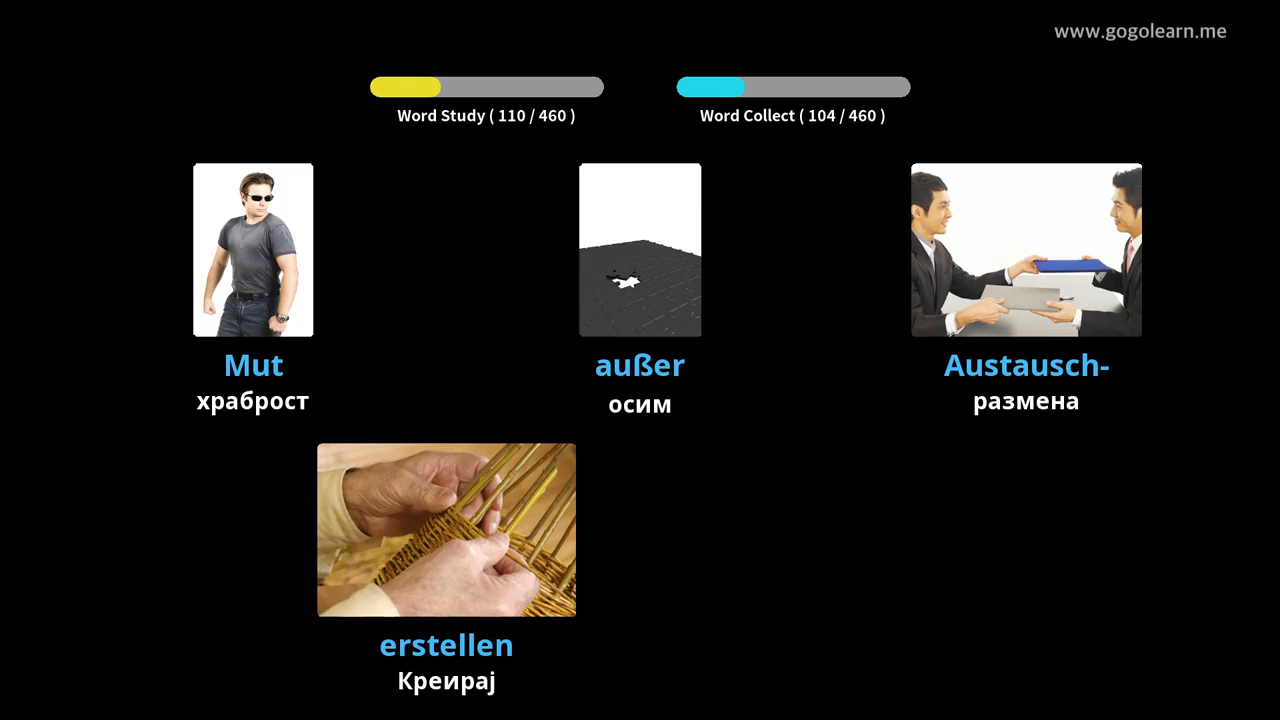 www.gogolearn.me
Word Study ( 110 / 460 )
Word Collect ( 104 / 460 )
Mut
храброст
außer
осим
Austausch-
размена
erstellen
Креирај